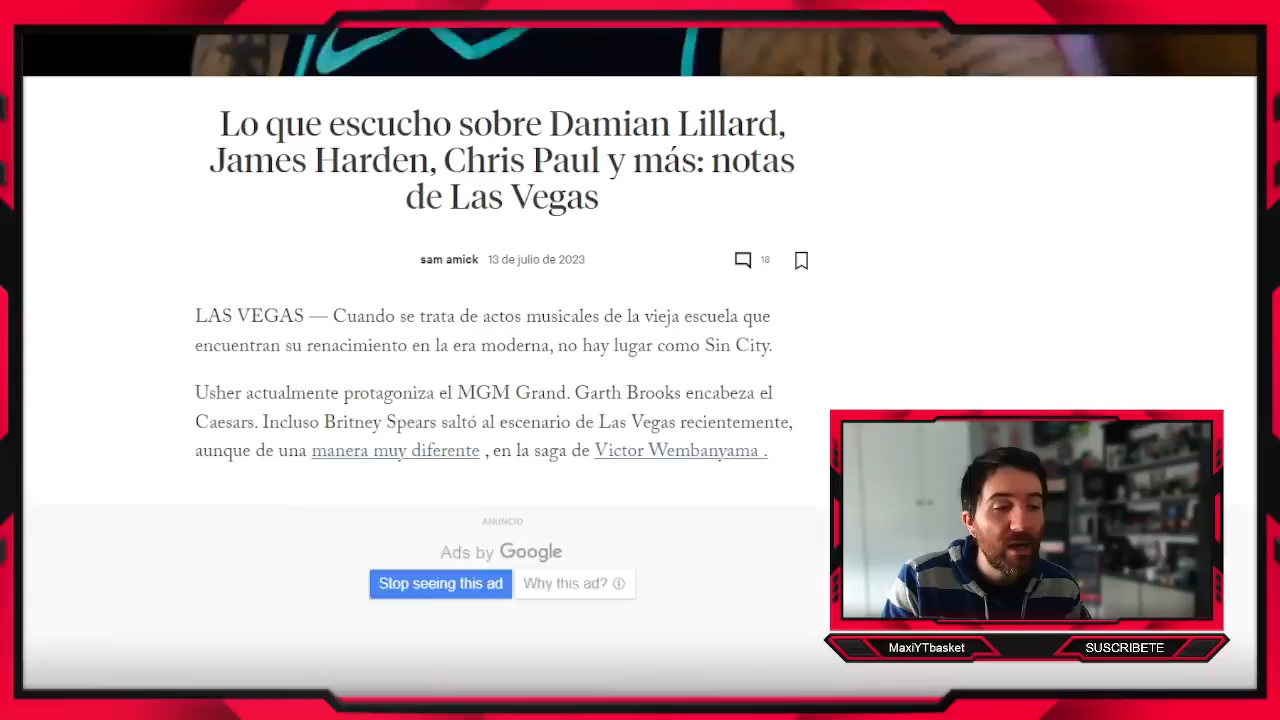 Lo que escucho sobre Damian Lillard,
James Harden, Chris Paul y más: notas
de Las Vegas
sam amick 13 de julio de 2023
18
LAS VEGAS — Cuando se trata de actos musicales de la vieja escuela que
encuentran su renacimiento en la era moderna, no hay lugar como Sin City.
Usher actualmente protagoniza el MGM Grand. Garth Brooks encabeza el
Caesars. Incluso Britney Spears saltó al escenario de Las Vegas recientemente,
aunque de una manera muy diferente , en la saga de Victor Wembanyama .
ANUNCIO
Ads by Google
Stop seeing this ad Why this ad?
MaxiYTbasket SUSCRIBETE